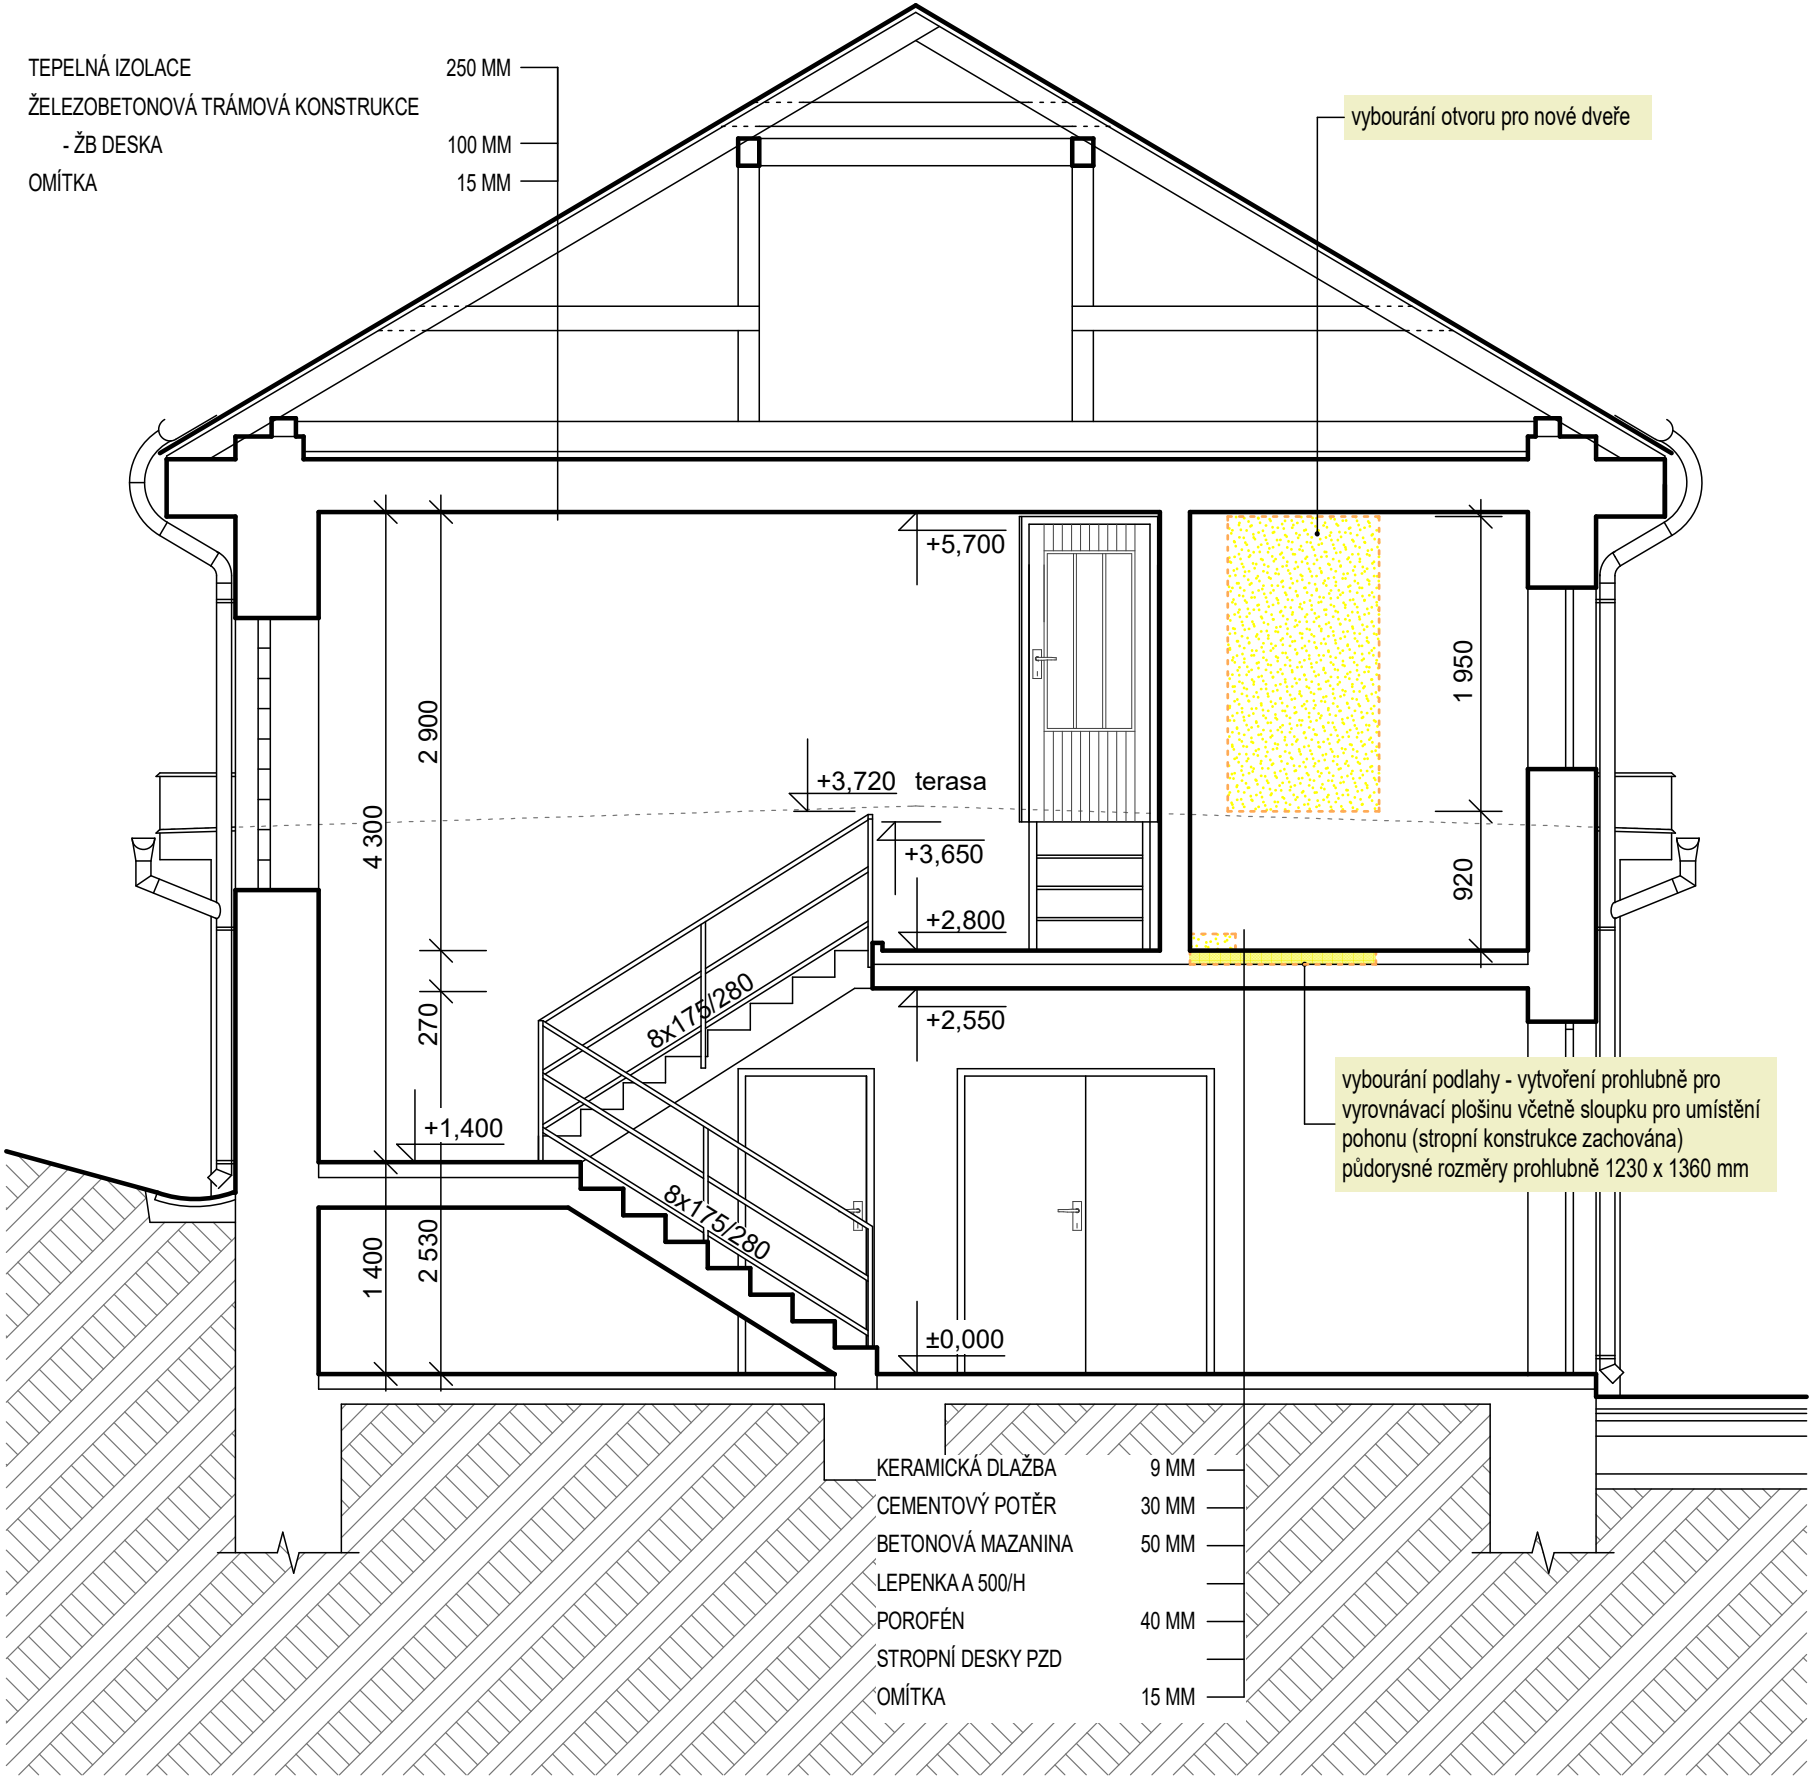 TEPELNÁ IZOLACE 250 MM
ŽELEZOBETONOVÁ TRÁMOVÁ KONSTRUKCE
- ŽB DESKA 100 MM
OMÍTKA 15 MM
vybourání otvoru pro nové dveře
+5,700
1 950
2 900
+3,720 terasa
4 300
+3,650
920
+2,800
8x175/280
270
+2,550
vybourání podlahy - vytvoření prohlubně pro
vyrovnávací plošinu včetně sloupku pro umístění
pohonu (stropní konstrukce zachována)
půdorysné rozměry prohlubně 1230 x 1360 mm
+1,400
8x175/280
1 400
2 530
±0,000
KERAMICKÁ DLAŽBA 9 MM
CEMENTOVÝ POTĚR 30 MM
BETONOVÁ MAZANINA 50 MM
LEPENKA A 500/H
POROFÉN 40 MM
STROPNÍ DESKY PZD
OMÍTKA 15 MM